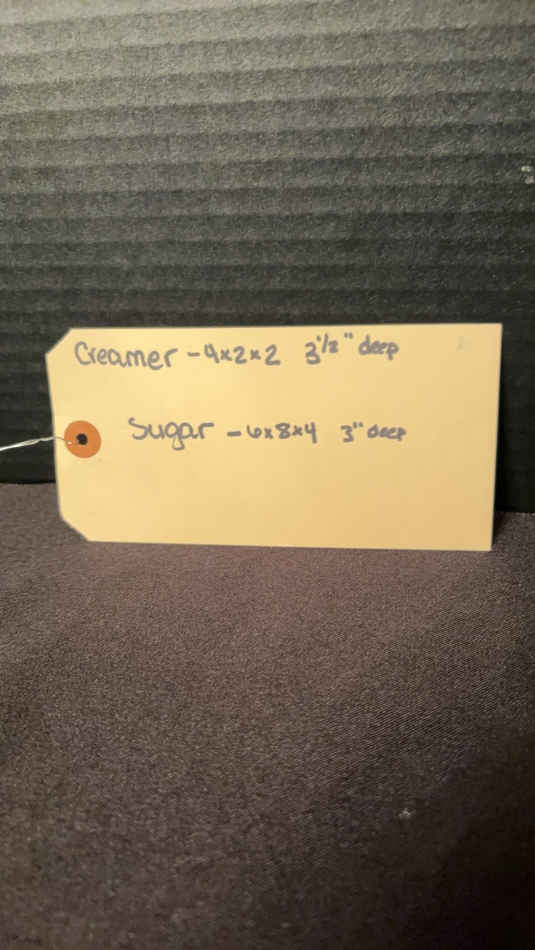 Creamer - 4x2x2 3 1/2" deep
Sugar - 6x8x4 3" deep